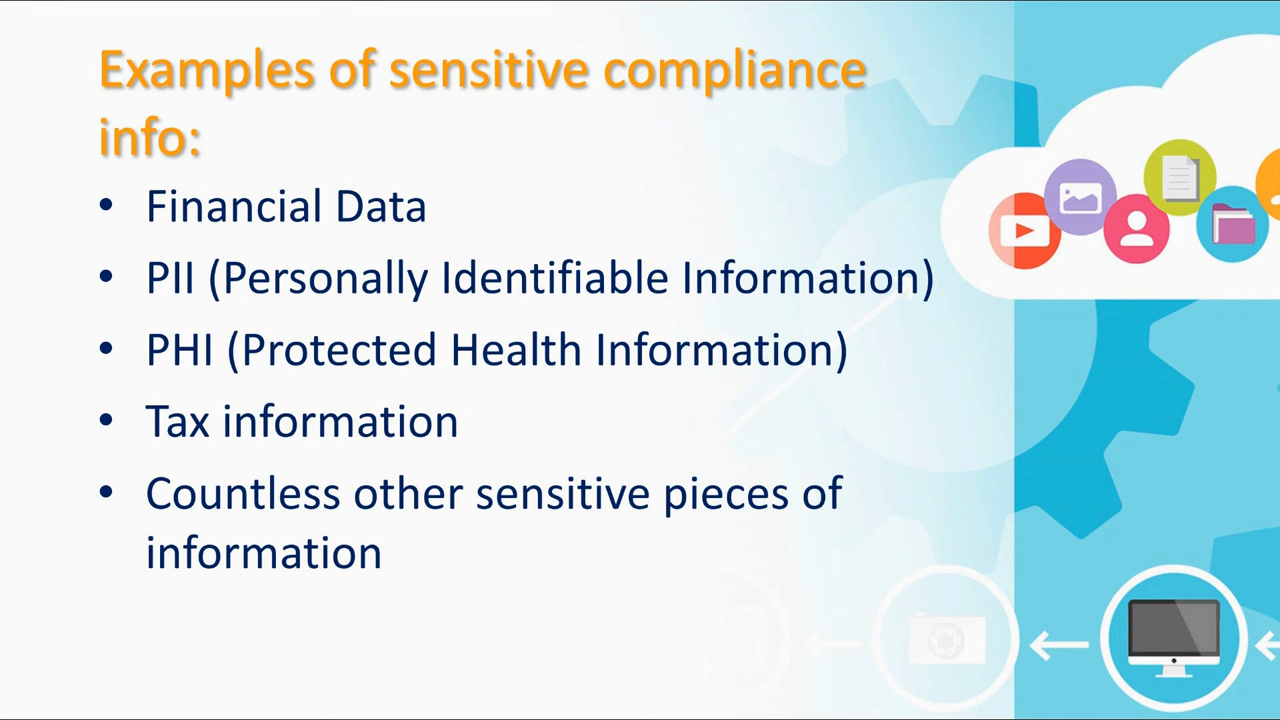 Examples of sensitive compliance
info:
• Financial Data
• PII (Personally Identifiable Information)
• PHI (Protected Health Information)
• Tax information
• Countless other sensitive pieces of
information